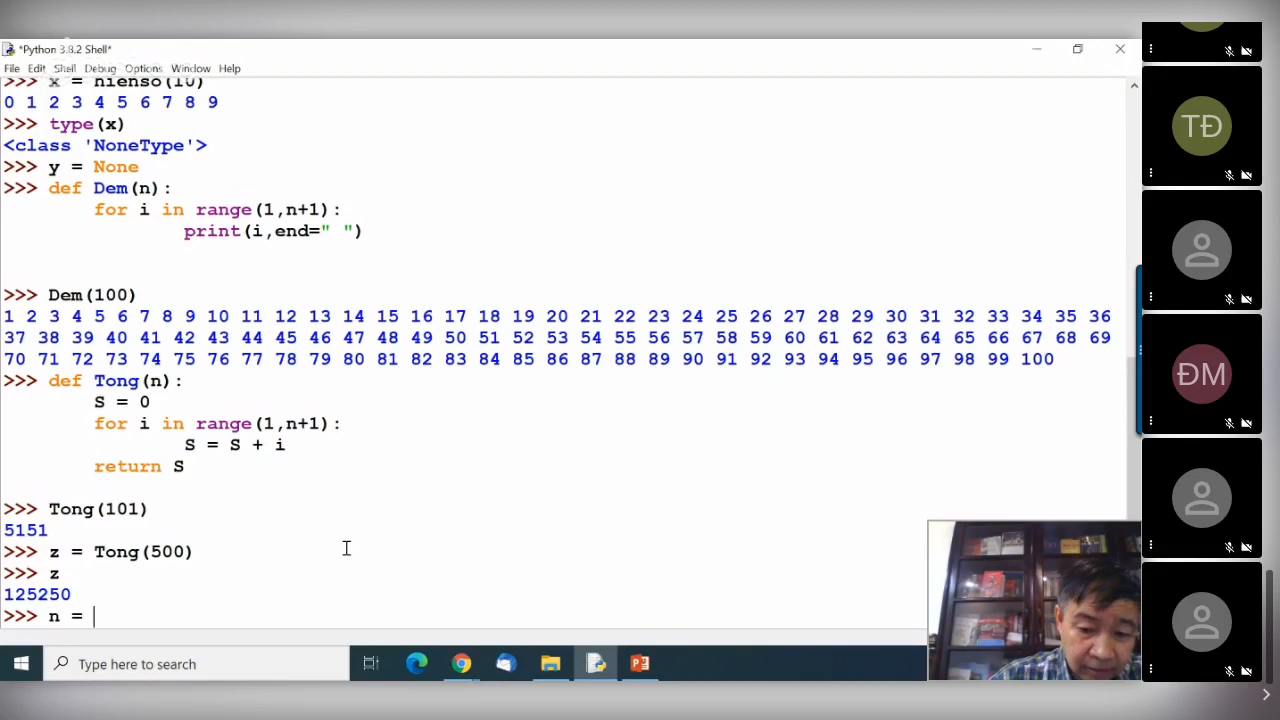 *Python 3.8.2 Shell*
File Edit Shell Debug Options Window Help
>>> x = hienso(10)
0 1 2 3 4 5 6 7 8 9
>>> type(x)
<class 'NoneType'>
>>> y = None
>>> def Dem(n):
for i in range(1,n+1):
print(i,end=" ")
>>> Dem(100)
1 2 3 4 5 6 7 8 9 10 11 12 13 14 15 16 17 18 19 20 21 22 23 24 25 26 27 28 29 30 31 32 33 34 35 36
37 38 39 40 41 42 43 44 45 46 47 48 49 50 51 52 53 54 55 56 57 58 59 60 61 62 63 64 65 66 67 68 69
70 71 72 73 74 75 76 77 78 79 80 81 82 83 84 85 86 87 88 89 90 91 92 93 94 95 96 97 98 99 100
>>> def Tong(n):
S = 0
for i in range(1,n+1):
S = S + i
return S
>>> Tong(101)
5151
>>> z = Tong(500)
>>> z
125250
>>> n =
Type here to search
TĐ
ĐM